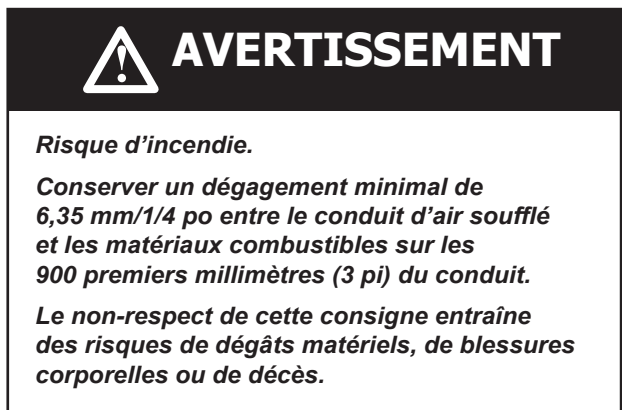 AVERTISSEMENT
Risque d’incendie.
Conserver un dégagement minimal de
6,35 mm/1/4 po entre le conduit d’air soufflé
et les matériaux combustibles sur les
900 premiers millimètres (3 pi) du conduit.
Le non-respect de cette consigne entraîne
des risques de dégâts matériels, de blessures
corporelles ou de décès.